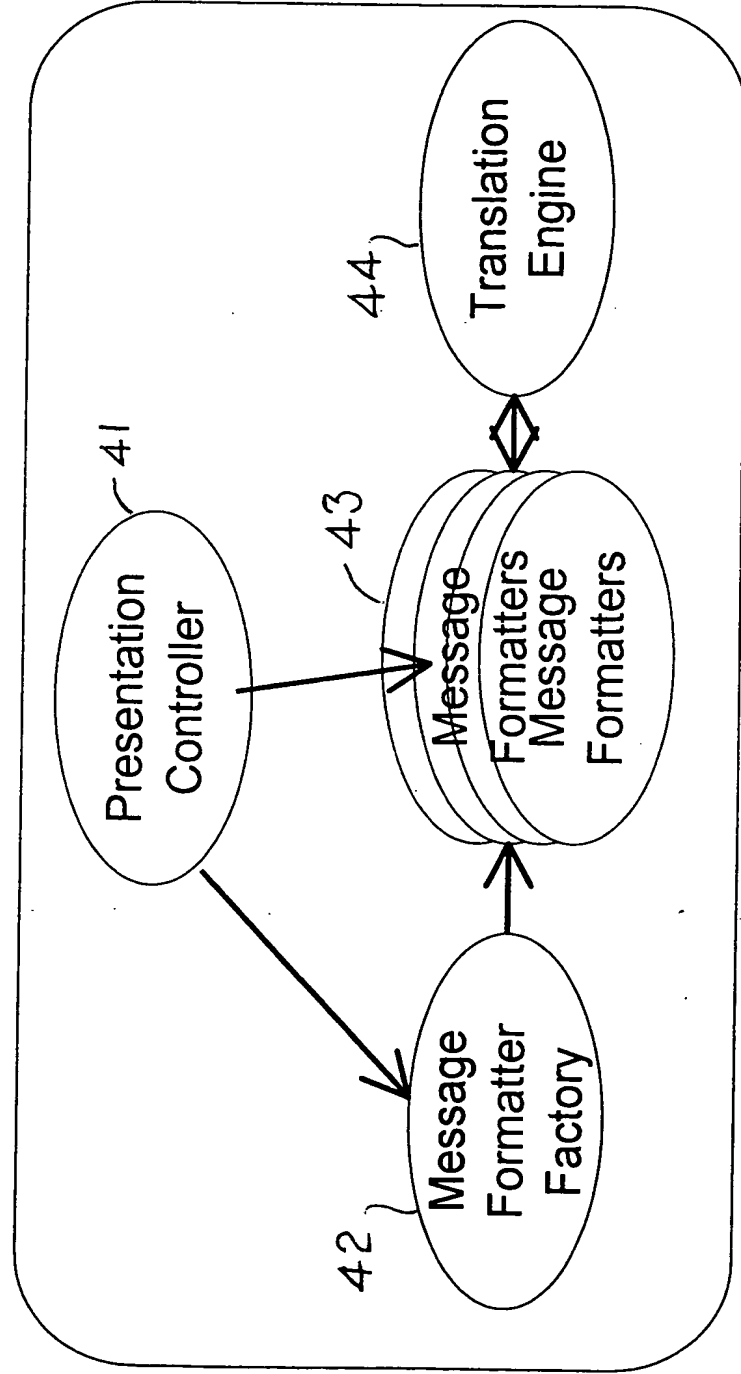 41
Presentation
Controller
43
Message
Formatters
Message
Formatters
42
Message
Formatter
Factory
44
Translation
Engine